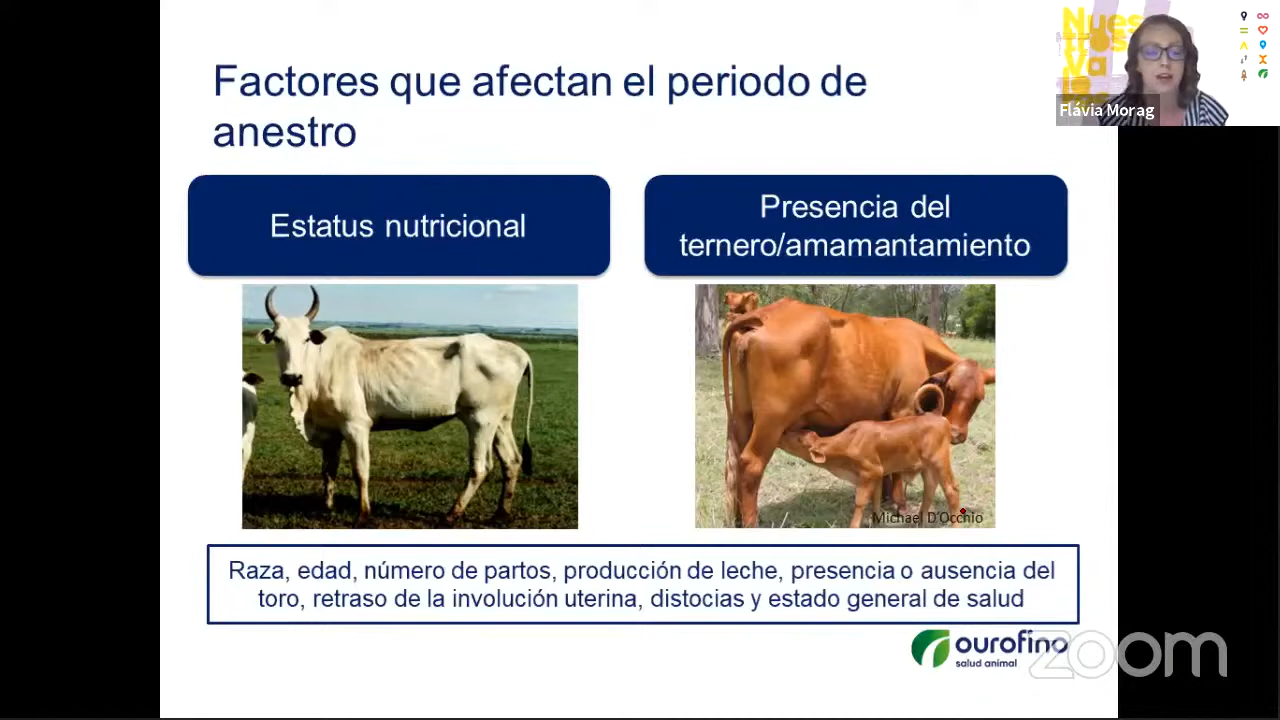 Factores que afectan el periodo de
anestro
Estatus nutricional
Presencia del
ternero/amamantamiento
Michael D'Occhio
Raza, edad, número de partos, producción de leche, presencia o ausencia del
toro, retraso de la involución uterina, distocias y estado general de salud
ourofino
salud animal
zoom
Flávia Morag